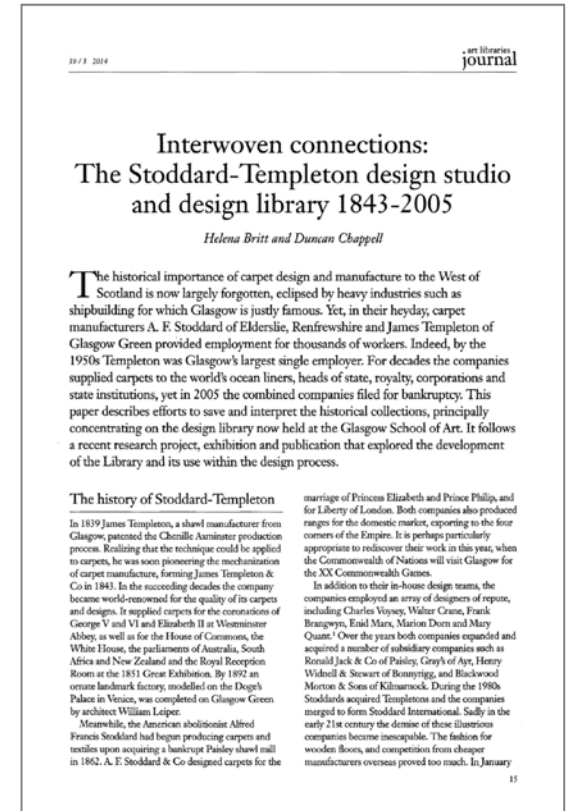 39 / 3 2014
art libraries
journal
Interwoven connections:
The Stoddard-Templeton design studio
and design library 1843-2005
Helena Britt and Duncan Chappell
The historical importance of carpet design and manufacture to the West of
Scotland is now largely forgotten, eclipsed by heavy industries such as
shipbuilding for which Glasgow is justly famous. Yet, in their heyday, carpet
manufacturers A. F. Stoddard of Elderslie, Renfrewshire and James Templeton of
Glasgow Green provided employment for thousands of workers. Indeed, by the
1950s Templeton was Glasgow's largest single employer. For decades the companies
supplied carpets to the world's ocean liners, heads of state, royalty, corporations and
state institutions, yet in 2005 the combined companies filed for bankruptcy. This
paper describes efforts to save and interpret the historical collections, principally
concentrating on the design library now held at the Glasgow School of Art. It follows
a recent research project, exhibition and publication that explored the development
of the Library and its use within the design process.
The history of Stoddard-Templeton
In 1839 James Templeton, a shawl manufacturer from
Glasgow, patented the Chenille Axminster production
process. Realizing that the technique could be applied
to carpets, he was soon pioneering the mechanization
of carpet manufacture, forming James Templeton &
Co in 1843. In the succeeding decades the company
became world-renowned for the quality of its carpets
and designs. It supplied carpets for the coronations of
George V and VI and Elizabeth II at Westminster
Abbey, as well as for the House of Commons, the
White House, the parliaments of Australia, South
Africa and New Zealand and the Royal Reception
Room at the 1851 Great Exhibition. By 1892 an
ornate landmark factory, modelled on the Doge's
Palace in Venice, was completed on Glasgow Green
by architect William Leiper.
Meanwhile, the American abolitionist Alfred
Francis Stoddard had begun producing carpets and
textiles upon acquiring a bankrupt Paisley shawl mill
in 1862. A. F. Stoddard & Co designed carpets for the
marriage of Princess Elizabeth and Prince Philip, and
for Liberty of London. Both companies also produced
ranges for the domestic market, exporting to the four
corners of the Empire. It is perhaps particularly
appropriate to rediscover their work in this year, when
the Commonwealth of Nations will visit Glasgow for
the XX Commonwealth Games.
In addition to their in-house design teams, the
companies employed an array of designers of repute,
including Charles Voysey, Walter Crane, Frank
Brangwyn, Enid Marx, Marion Dorn and Mary
Quant.¹ Over the years both companies expanded and
acquired a number of subsidiary companies such as
Ronald Jack & Co of Paisley, Gray's of Ayr, Henry
Widnell & Stewart of Bonnyrigg, and Blackwood
Morton & Sons of Kilmarnock. During the 1980s
Stoddards acquired Templetons and the companies
merged to form Stoddard International. Sadly in the
early 21st century the demise of these illustrious
companies became inescapable. The fashion for
wooden floors, and competition from cheaper
manufacturers overseas proved too much. In January
15